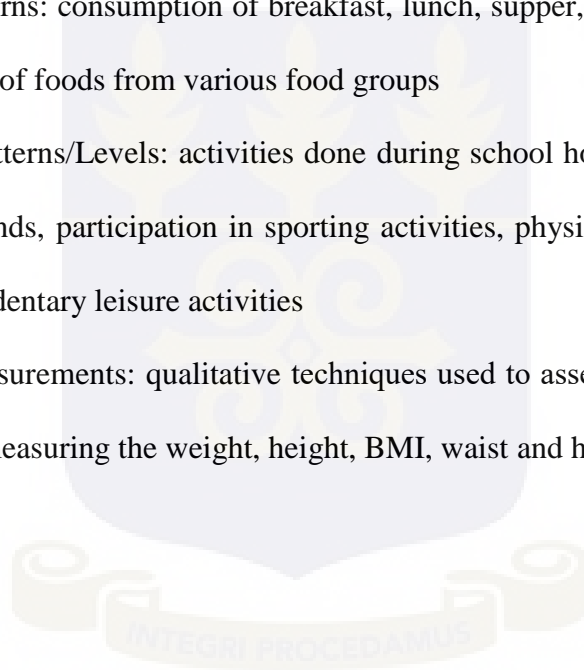 rns: consumption of breakfast, lunch, supper,
of foods from various food groups
tterns/Levels: activities done during school ho
nds, participation in sporting activities, physi
dentary leisure activities
surements: qualitative techniques used to asse
easuring the weight, height, BMI, waist and h
INTEGRI PROCEDAMUS